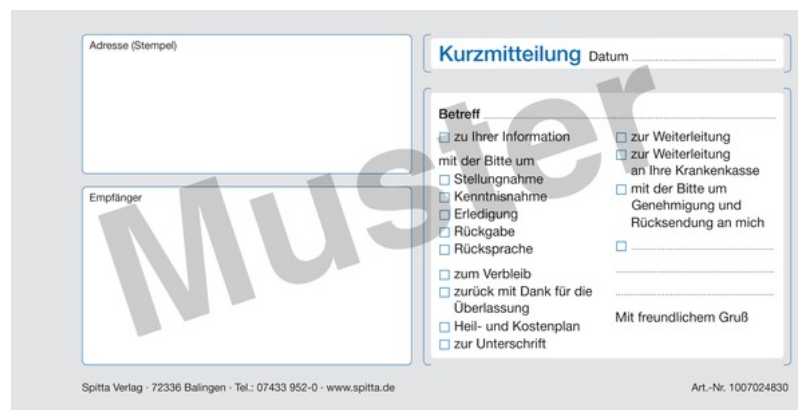 Adresse (Stempel)
Empfänger
Kurzmitteilung Datum
Betreff
zu Ihrer Information
mit der Bitte um
Stellungnahme
Kenntnisnahme
Erledigung
Rückgabe
Rücksprache
zum Verbleib
zurück mit Dank für die
Überlassung
Heil- und Kostenplan
zur Unterschrift
zur Weiterleitung
zur Weiterleitung
an Ihre Krankenkasse
mit der Bitte um
Genehmigung und
Rücksendung an mich
Mit freundlichem Gruß
Muster
Spitta Verlag · 72336 Balingen · Tel.: 07433 952-0 · www.spitta.de
Art.-Nr. 1007024830